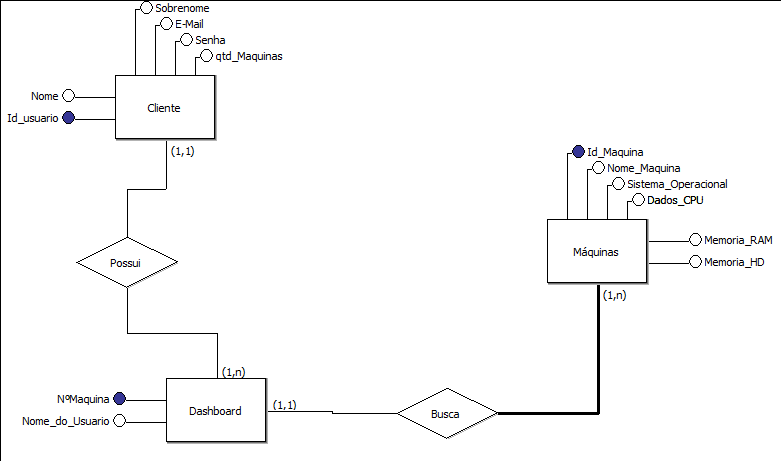 Sobrenome
E-Mail
Senha
qtd_Maquinas
Nome
Id_usuario
Cliente
(1,1)
Possui
(1,n)
NºMaquina
Nome_do_Usuario
Dashboard
(1,1)
Busca
Id_Maquina
Nome_Maquina
Sistema_Operacional
Dados_CPU
Máquinas
Memoria_RAM
Memoria_HD
(1,n)